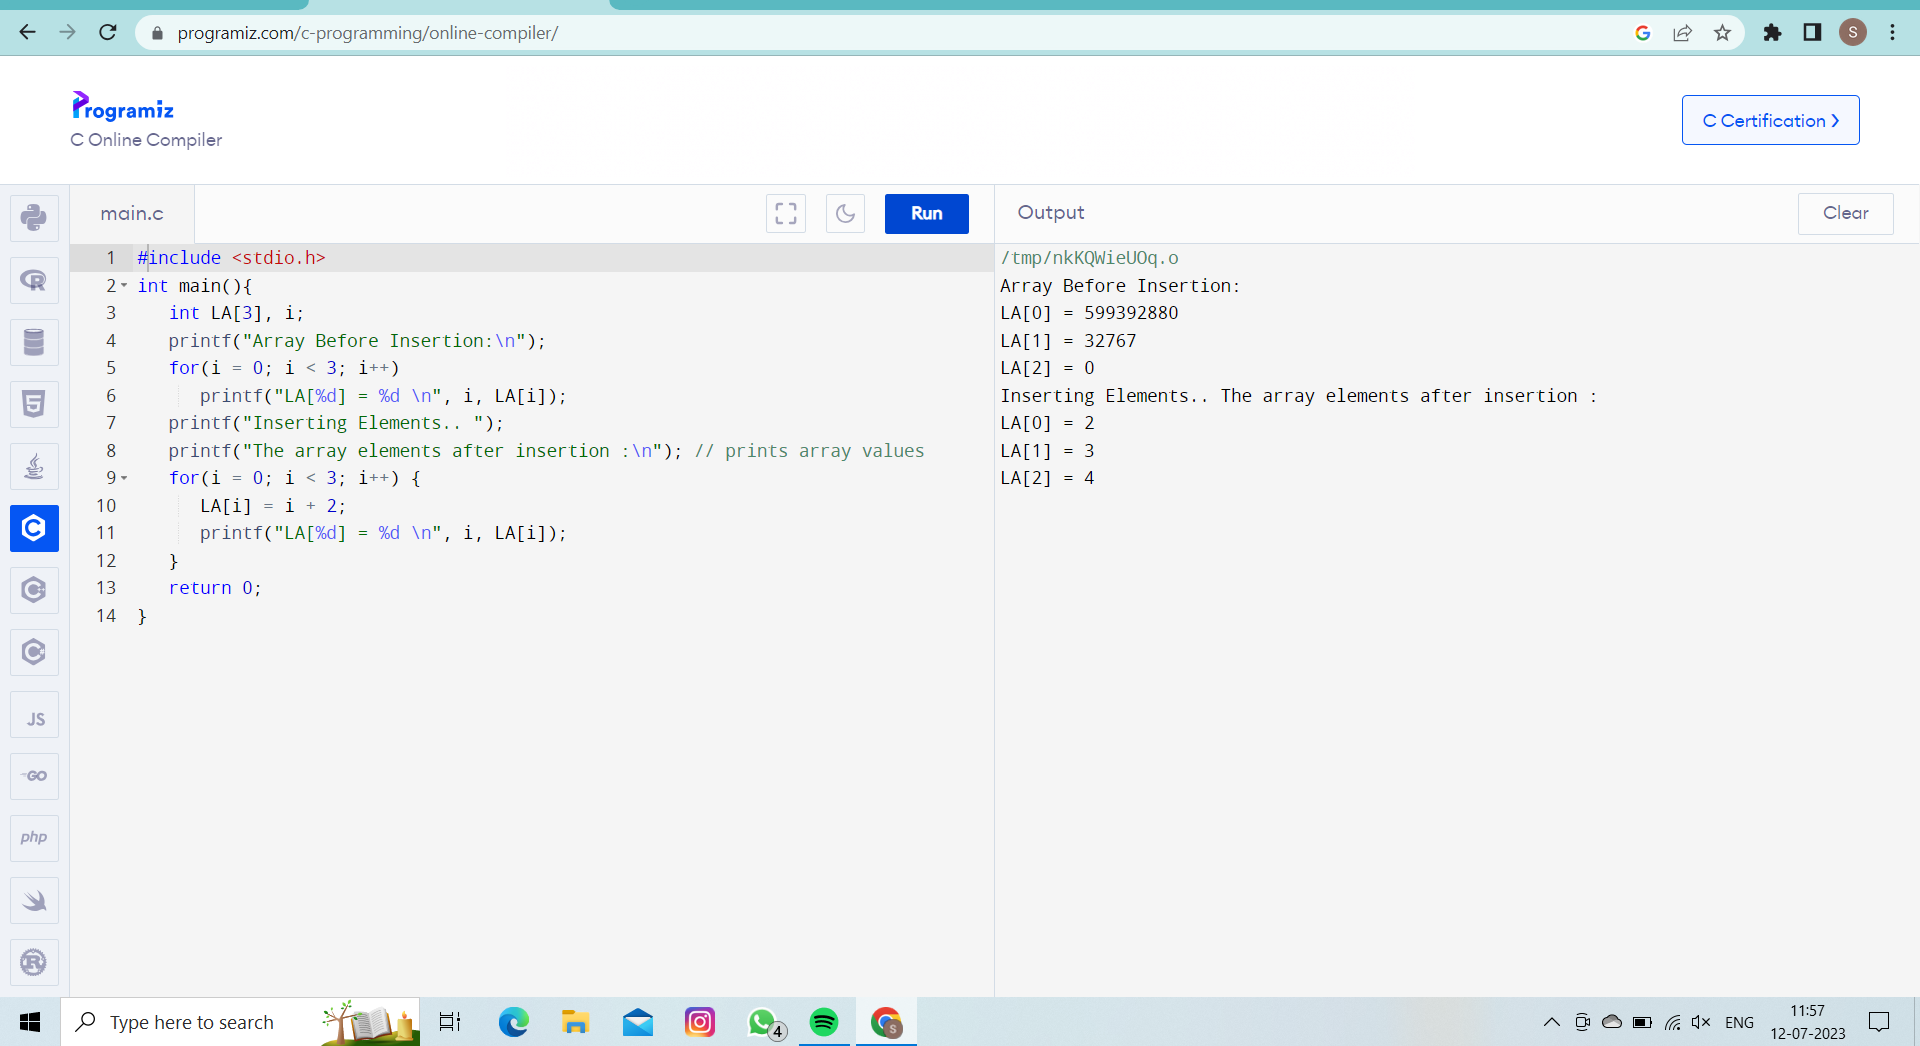 programiz.com/c-programming/online-compiler/
S
Programiz
C Online Compiler
C Certification >
main.c
Run
Output
Clear
1 #include <stdio.h>
2 int main(){
3 int LA[3], i;
4 printf("Array Before Insertion:\n");
5 for(i = 0; i < 3; i++)
6 printf("LA[%d] = %d \n", i, LA[i]);
7 printf("Inserting Elements.. ");
8 printf("The array elements after insertion :\n"); // prints array values
9 for(i = 0; i < 3; i++) {
10 LA[i] = i + 2;
11 printf("LA[%d] = %d \n", i, LA[i]);
12 }
13 return 0;
14 }
/tmp/nkKQWieUOq.o
Array Before Insertion:
LA[0] = 599392880
LA[1] = 32767
LA[2] = 0
Inserting Elements.. The array elements after insertion :
LA[0] = 2
LA[1] = 3
LA[2] = 4
R
5
C
C
C
JS
GO
php
R
Type here to search
4
S
ENG
11:57
12-07-2023